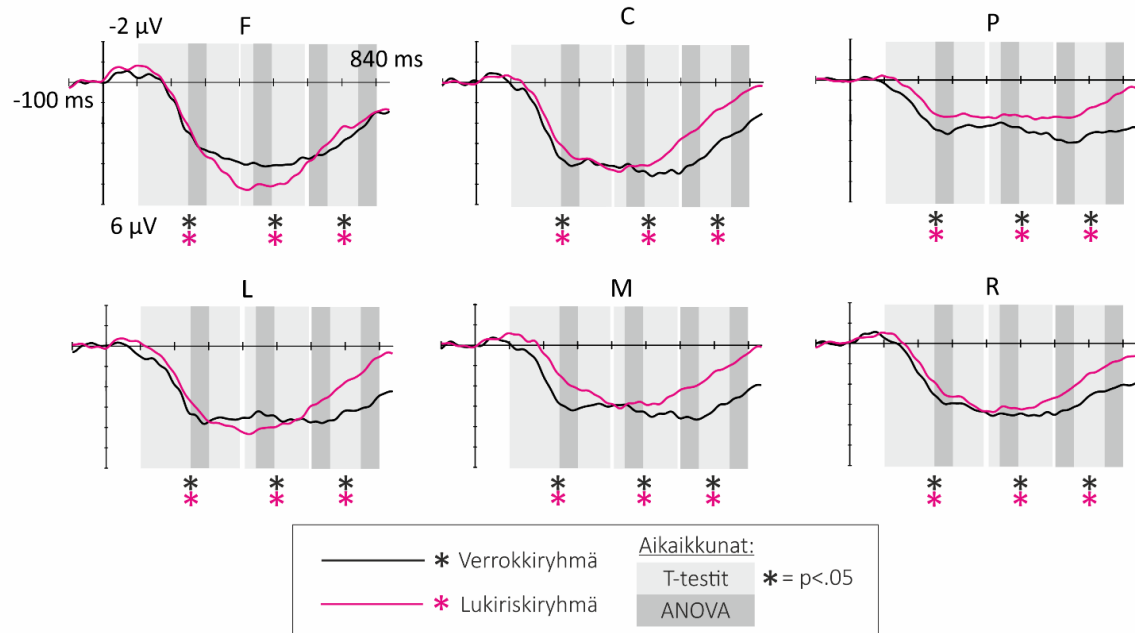 -2 µV
F
C
P
840 ms
-100 ms
6 µV
* * *
* * *
* * *
* * *
* * *
* * *
L
M
R
* * *
* * *
* * *
* * *
* * *
* * *
* Verrokkiryhmä
* Lukiriskiryhmä
Aikaikkunat:
T-testit
ANOVA
* = p<.05